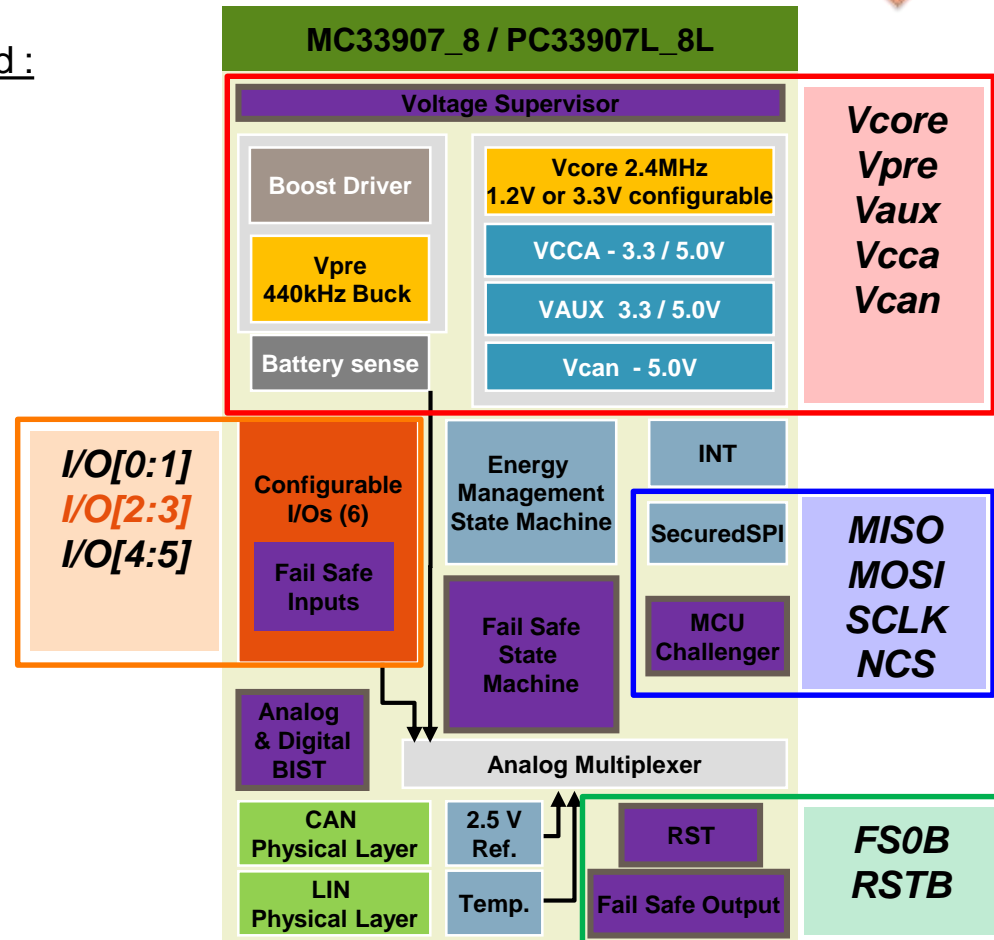 d :
MC33907_8 / PC33907L_8L
Voltage Supervisor
Boost Driver
Vpre
440kHz Buck
Battery sense
Vcore 2.4MHz
1.2V or 3.3V configurable
VCCA - 3.3 / 5.0V
VAUX 3.3 / 5.0V
Vcan - 5.0V
Vcore
Vpre
Vaux
Vcca
Vcan
I/O[0:1]
I/O[2:3]
I/O[4:5]
Configurable
I/Os (6)
Fail Safe
Inputs
Energy
Management
State Machine
INT
SecuredSPI
MCU
Challenger
MISO
MOSI
SCLK
NCS
Fail Safe
State
Machine
Analog
& Digital
BIST
Analog Multiplexer
CAN
Physical Layer
LIN
Physical Layer
2.5 V
Ref.
Temp.
RST
Fail Safe Output
FS0B
RSTB